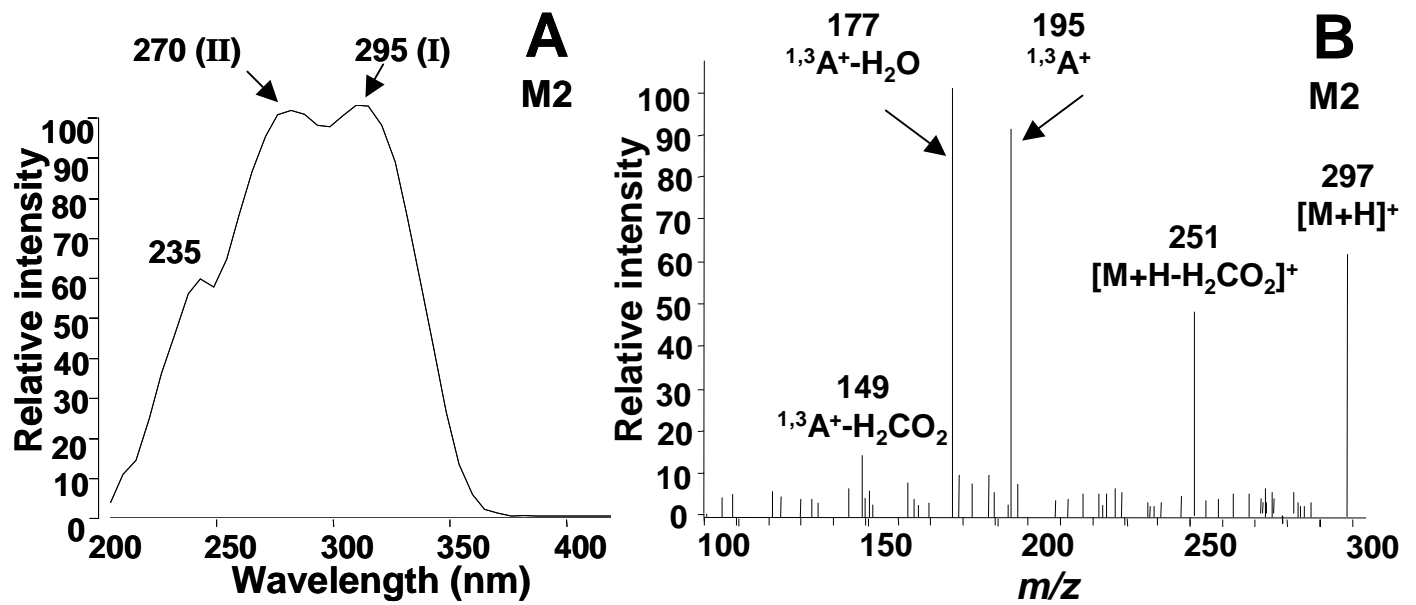 A
M2
270 (II)
295 (I)
235
Relative intensity
100
90
80
70
60
50
40
30
20
10
0
200
250
300
350
400
Wavelength (nm)
B
M2
177
¹,³A⁺-H₂O
195
¹,³A⁺
297
[M+H]⁺
251
[M+H-H₂CO₂]⁺
149
¹,³A⁺-H₂CO₂
Relative intensity
100
90
80
70
60
50
40
30
20
10
0
100
150
200
250
300
m/z